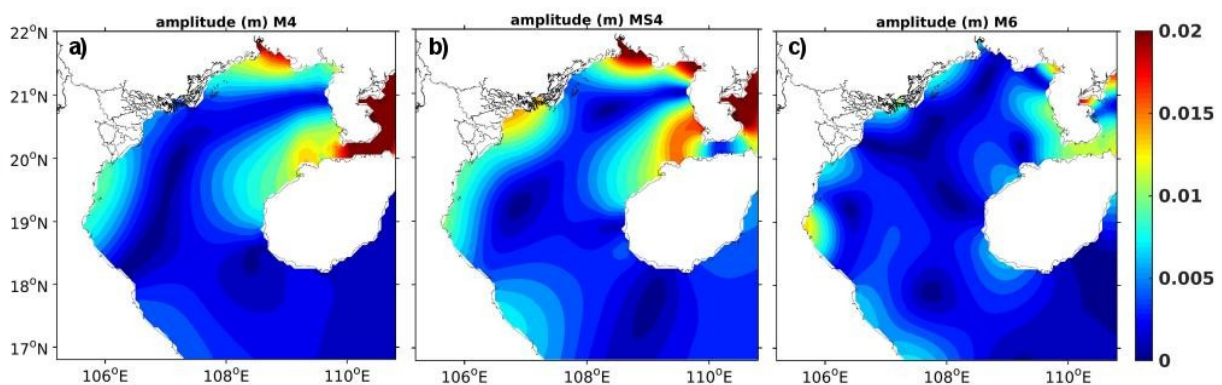 amplitude (m) M4
amplitude (m) MS4
amplitude (m) M6
a)
b)
c)
22°N
21°N
20°N
19°N
18°N
17°N
106°E
108°E
110°E
106°E
108°E
110°E
106°E
108°E
110°E
0.02
0.015
0.01
0.005
0